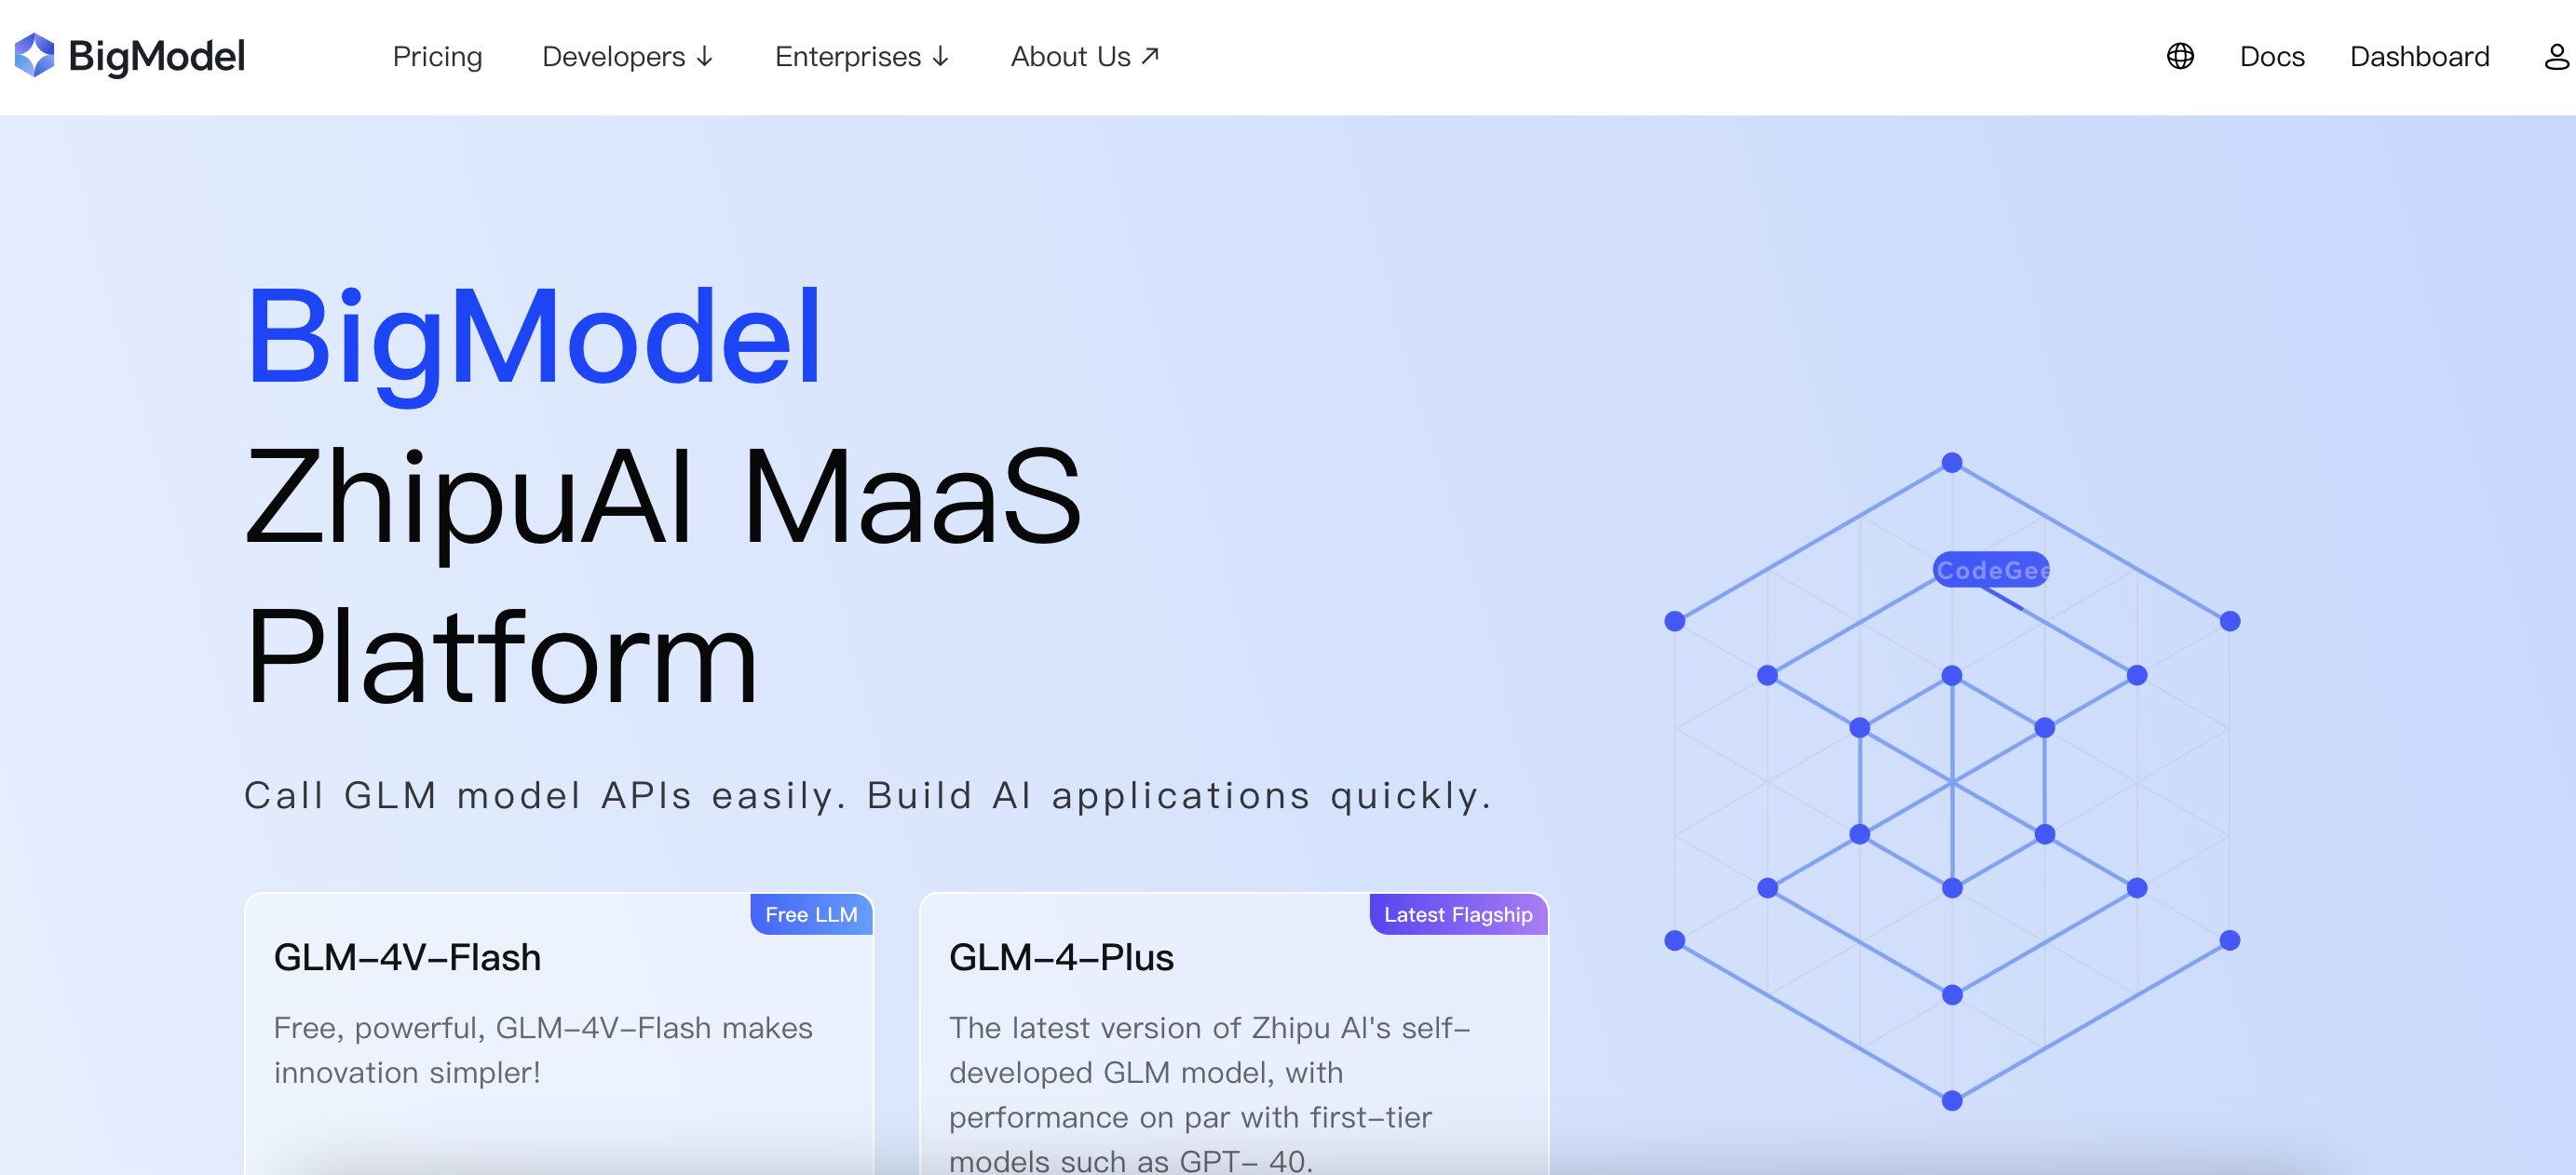 BigModel
Pricing
Developers ↓
Enterprises ↓
About Us ↗
Docs
Dashboard
BigModel
ZhipuAI MaaS
Platform
Call GLM model APIs easily. Build AI applications quickly.
CodeGee
Free LLM
GLM-4V-Flash
Free, powerful, GLM-4V-Flash makes
innovation simpler!
Latest Flagship
GLM-4-Plus
The latest version of Zhipu AI's self-
developed GLM model, with
performance on par with first-tier
models such as GPT- 40.